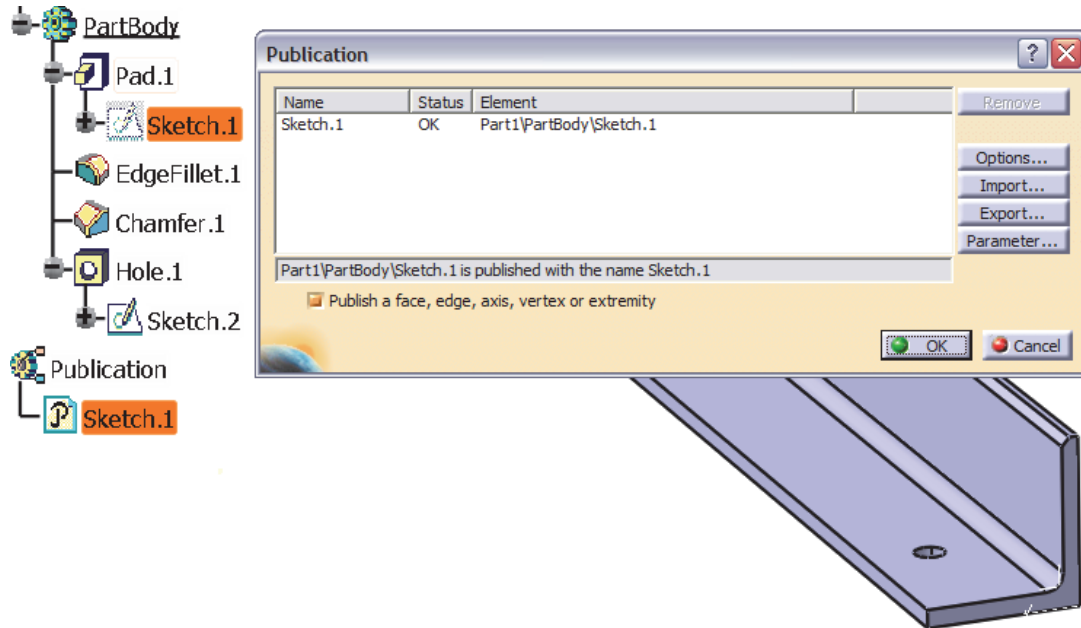 PartBody
Pad.1
Sketch.1
EdgeFillet.1
Chamfer.1
Hole.1
Sketch.2
Publication
Sketch.1
Publication
?
Name Status Element
Sketch.1 OK Part1\PartBody\Sketch.1
Remove
Options...
Import...
Export...
Parameter...
Part1\PartBody\Sketch.1 is published with the name Sketch.1
Publish a face, edge, axis, vertex or extremity
OK Cancel